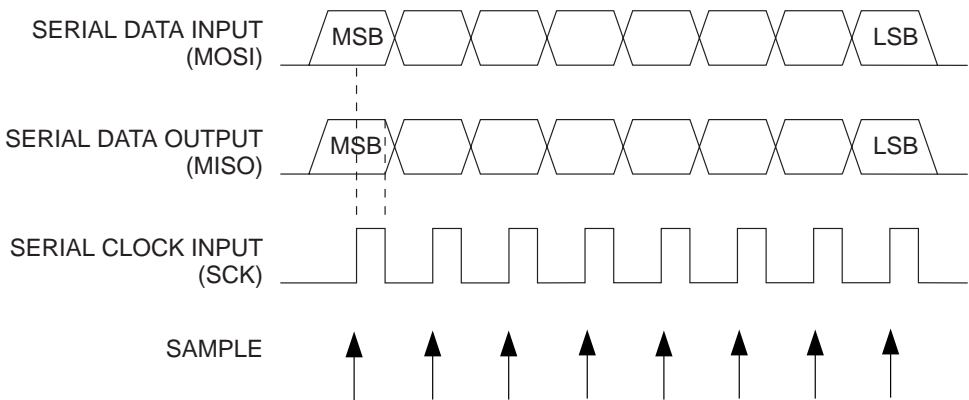 SERIAL DATA INPUT
(MOSI)
MSB
LSB
SERIAL DATA OUTPUT
(MISO)
MSB
LSB
SERIAL CLOCK INPUT
(SCK)
SAMPLE